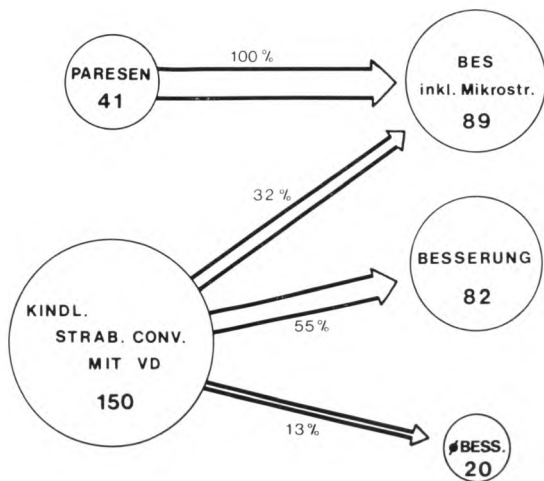 PARESEN
41
100 %
BES
inkl. Mikrostr.
89
32 %
BESSERUNG
82
KINDL.
STRAB. CONV.
MIT VD
150
55 %
13 %
ø BESS.
20